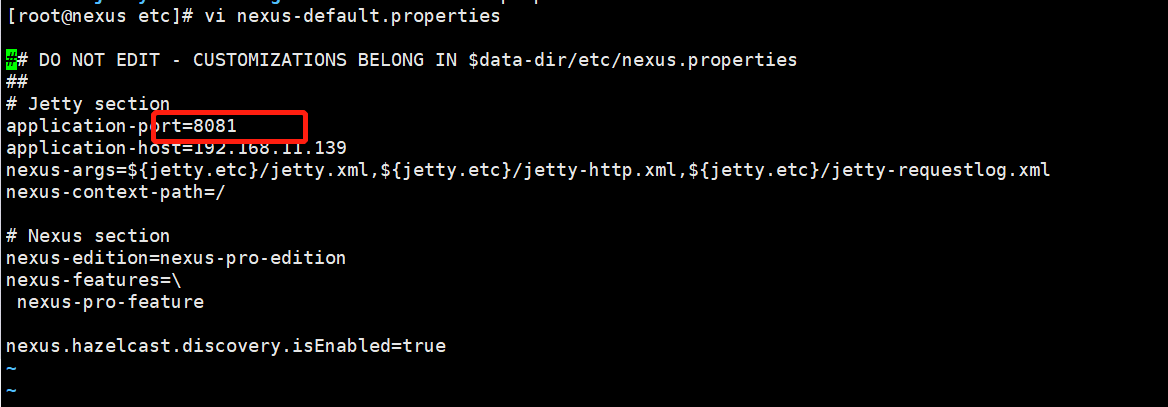 [root@nexus etc]# vi nexus-default.properties
## DO NOT EDIT - CUSTOMIZATIONS BELONG IN $data-dir/etc/nexus.properties
##
# Jetty section
application-port=8081
application-host=192.168.11.139
nexus-args=${jetty.etc}/jetty.xml,${jetty.etc}/jetty-http.xml,${jetty.etc}/jetty-requestlog.xml
nexus-context-path=/
# Nexus section
nexus-edition=nexus-pro-edition
nexus-features=\
 nexus-pro-feature
nexus.hazelcast.discovery.isEnabled=true
~
~